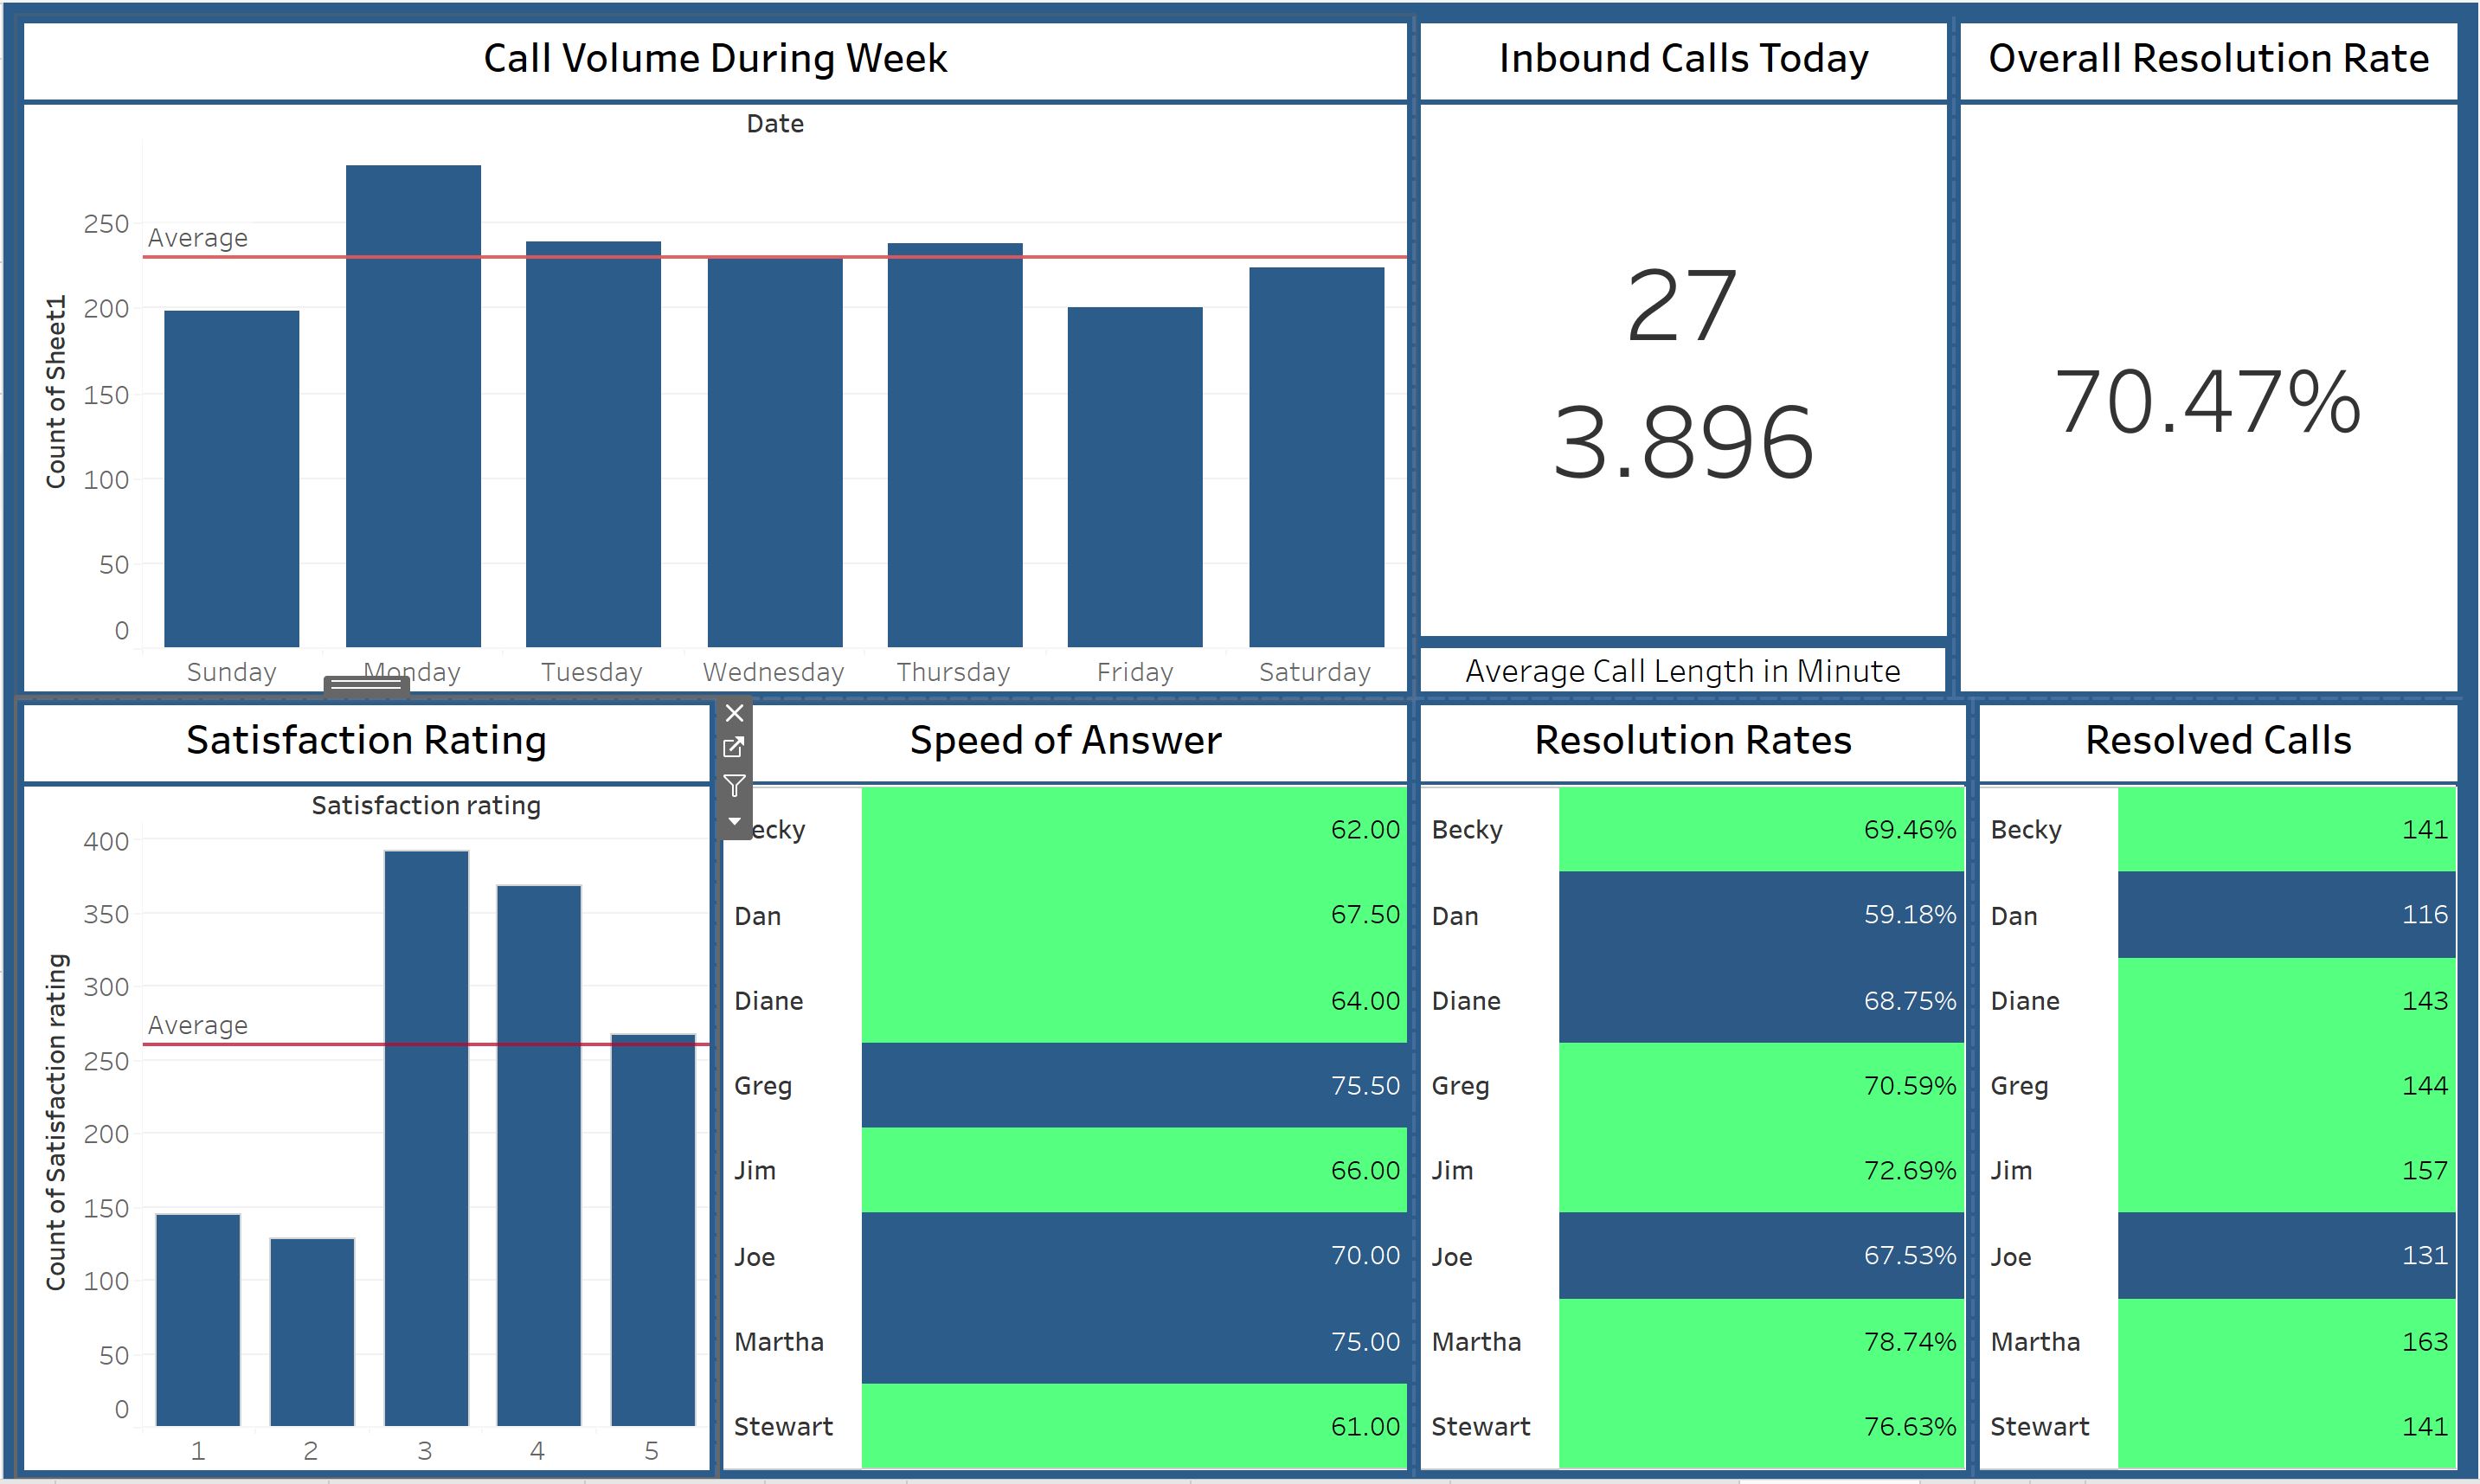 Call Volume During Week
Date
250
200
150
100
50
0
Count of Sheet1
Average
Sunday Monday Tuesday Wednesday Thursday Friday Saturday
Inbound Calls Today
27
3.896
Average Call Length in Minute
Overall Resolution Rate
70.47%
Satisfaction Rating
Satisfaction rating
400
350
300
250
200
150
100
50
0
Count of Satisfaction rating
Average
1 2 3 4 5
Speed of Answer
ecky 62.00
Dan 67.50
Diane 64.00
Greg 75.50
Jim 66.00
Joe 70.00
Martha 75.00
Stewart 61.00
Resolution Rates
Becky 69.46%
Dan 59.18%
Diane 68.75%
Greg 70.59%
Jim 72.69%
Joe 67.53%
Martha 78.74%
Stewart 76.63%
Resolved Calls
Becky 141
Dan 116
Diane 143
Greg 144
Jim 157
Joe 131
Martha 163
Stewart 141